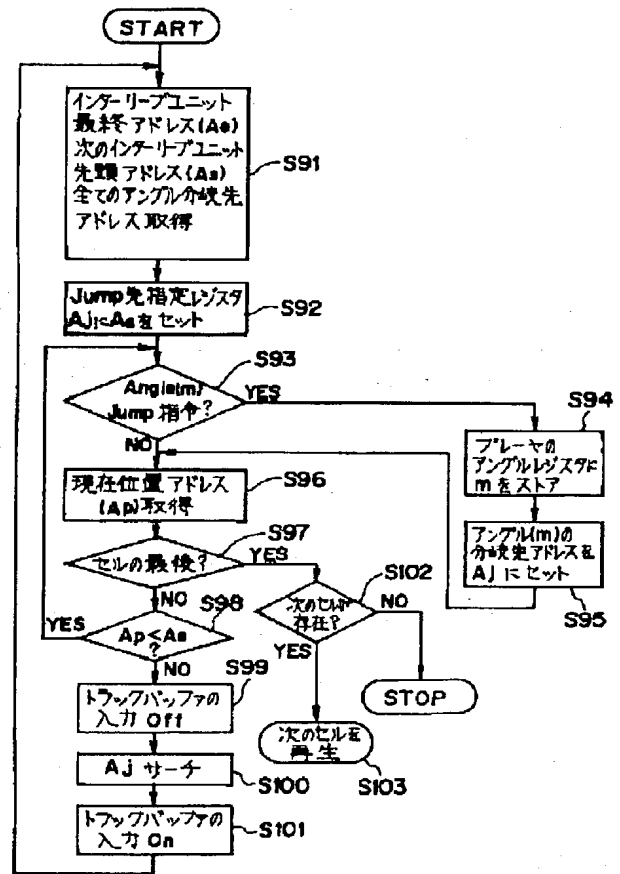 START
インターリーブユニット
最終アドレス(Ae)
次のインターリーブユニット
先頭アドレス(As)
全てのアングル分岐先
アドレス取得
S91
Jump先指定レジスタ
AjにAsをセット
S92
S93
Angle(m)
Jump指令?
YES
NO
S94
プレーヤの
アングルレジスタに
mをストア
アングル(m)の
分岐先アドレスを
Ajにセット
S95
現在位置アドレス
(Ap)取得
S96
S97
セルの最後?
YES
NO
S102
次のセルが
存在?
NO
YES
S98
YES
Ap<Ae
?
NO
STOP
S99
トラックバッファの
入力 Off
次のセルを
再生
S103
Aj サーチ
S100
トラックバッファの
入力 On
S101